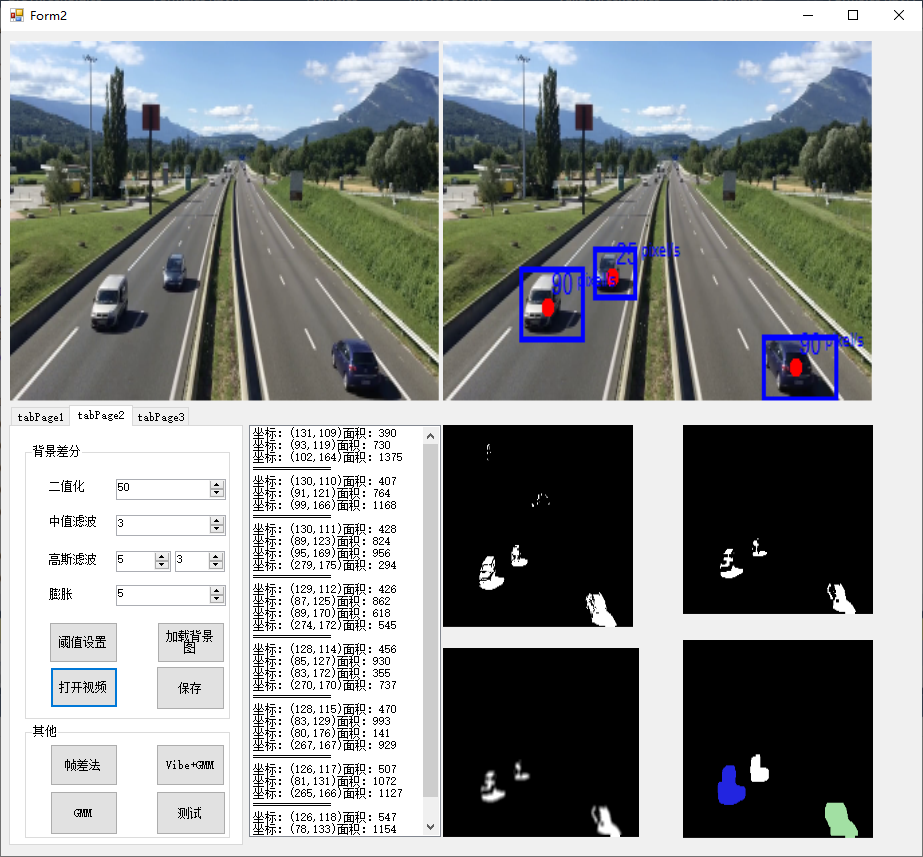 Form2
90 pixels
25 pixels
90 pixels
tabPage1
tabPage2
tabPage3
背景差分
二值化
50
中值滤波
3
高斯滤波
5
3
膨胀
5
阈值设置
加载背景
图
打开视频
保存
其他
帧差法
Vibe+GMM
GMM
测试
坐标: (131,109)面积: 390
坐标: (93,119)面积: 730
坐标: (102,164)面积: 1375
坐标: (130,110)面积: 407
坐标: (91,121)面积: 764
坐标: (99,166)面积: 1168
坐标: (130,111)面积: 428
坐标: (89,123)面积: 824
坐标: (95,169)面积: 956
坐标: (279,175)面积: 294
坐标: (129,112)面积: 426
坐标: (87,125)面积: 862
坐标: (89,170)面积: 618
坐标: (274,172)面积: 545
坐标: (128,114)面积: 456
坐标: (85,127)面积: 930
坐标: (83,172)面积: 355
坐标: (270,170)面积: 737
坐标: (128,115)面积: 470
坐标: (83,129)面积: 993
坐标: (80,176)面积: 141
坐标: (267,167)面积: 929
坐标: (126,117)面积: 507
坐标: (81,131)面积: 1072
坐标: (265,166)面积: 1127
坐标: (126,118)面积: 547
坐标: (78,133)面积: 1154